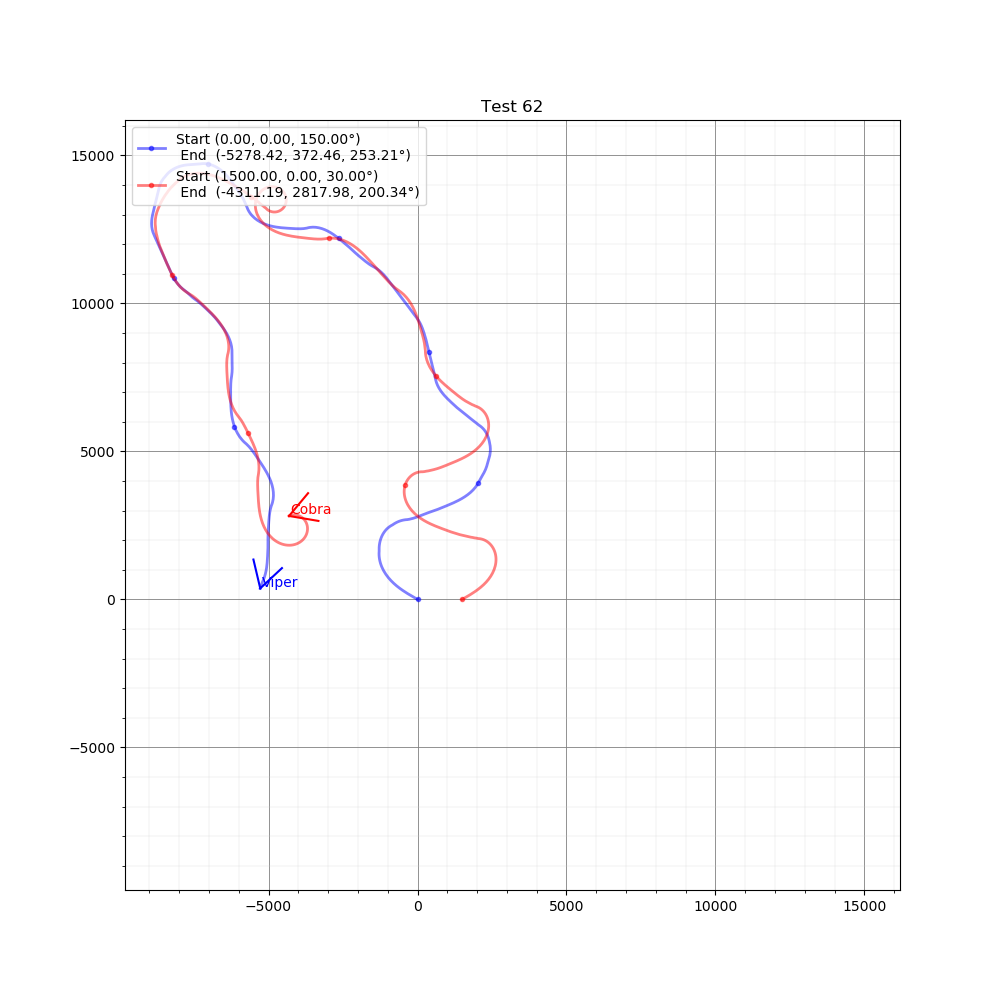 Test 62
Start (0.00, 0.00, 150.00°)
End (-5278.42, 372.46, 253.21°)
Start (1500.00, 0.00, 30.00°)
End (-4311.19, 2817.98, 200.34°)
15000
10000
5000
0
−5000
Cobra
Viper
−5000
0
5000
10000
15000